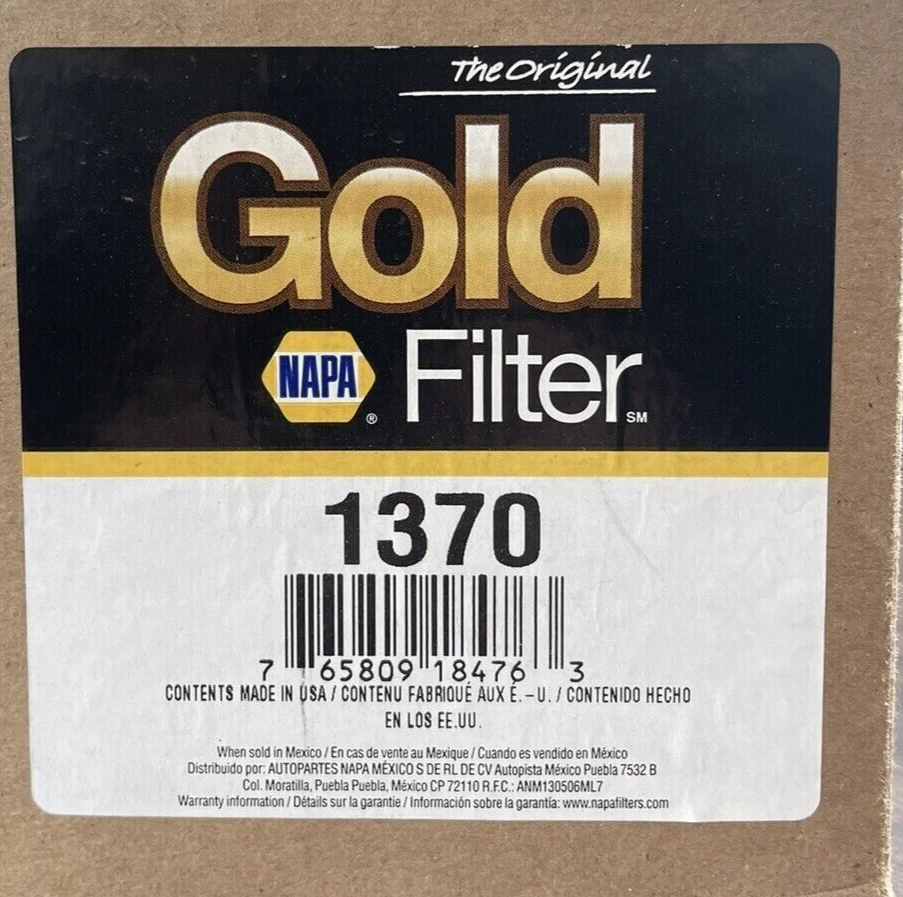 The Original
Gold
NAPA® Filter℠
1370
7 65809 18476 3
CONTENTS MADE IN USA / CONTENU FABRIQUÉ AUX É.-U. / CONTENIDO HECHO
EN LOS EE.UU.
When sold in Mexico / En cas de vente au Mexique / Cuando es vendido en México
Distribuido por: AUTOPARTES NAPA MÉXICO S DE RL DE CV Autopista México Puebla 7532 B
Col. Moratilla, Puebla Puebla, México CP 72110 R.F.C.: ANM130506ML7
Warranty information / Détails sur la garantie / Información sobre la garantía: www.napafilters.com